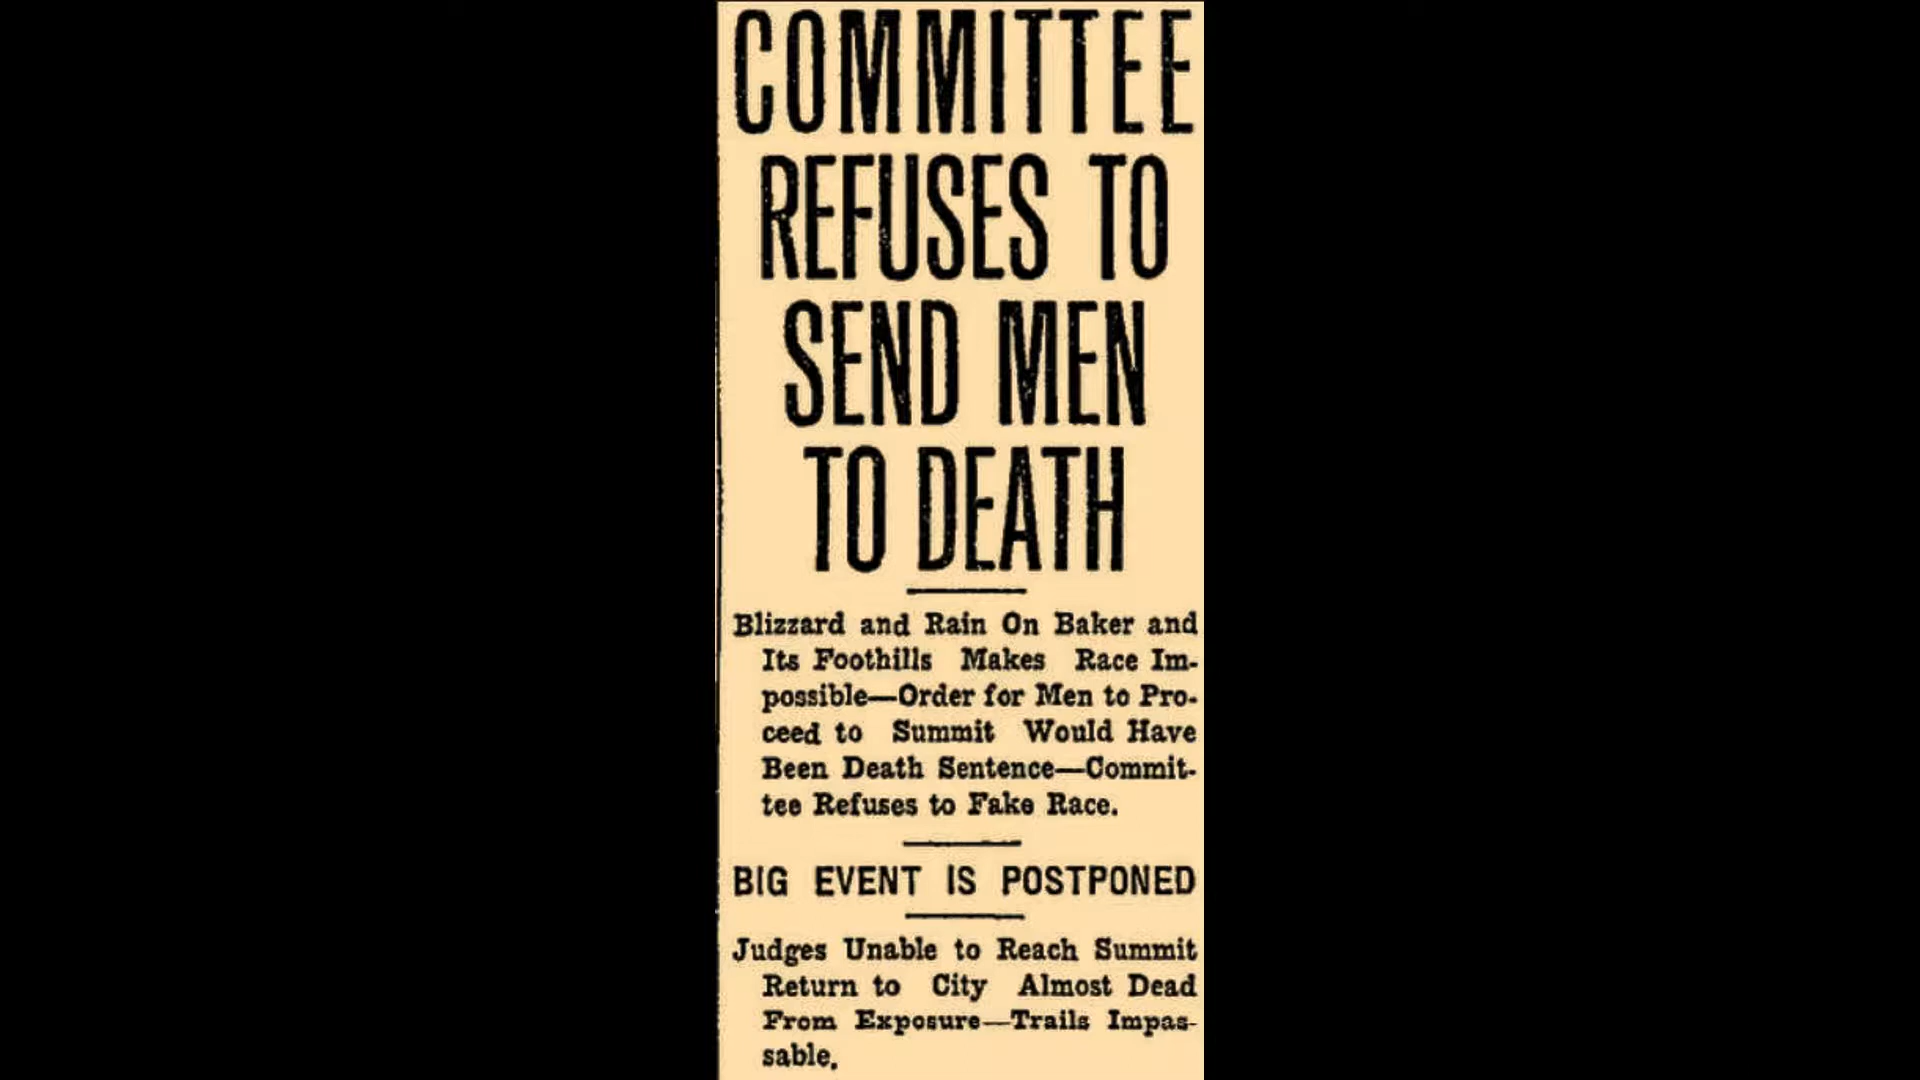 COMMITTEE
REFUSES TO
SEND MEN
TO DEATH
Blizzard and Rain On Baker and
Its Foothills Makes Race Im-
possible—Order for Men to Pro-
ceed to Summit Would Have
Been Death Sentence—Commit-
tee Refuses to Fake Race.
BIG EVENT IS POSTPONED
Judges Unable to Reach Summit
Return to City Almost Dead
From Exposure—Trails Impas-
sable.